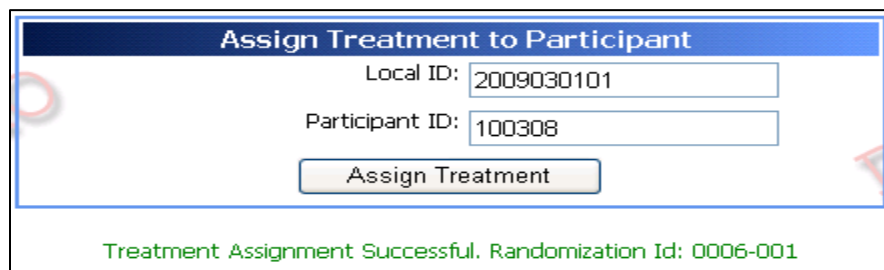 Assign Treatment to Participant
Local ID: 2009030101
Participant ID: 100308
Assign Treatment
Treatment Assignment Successful. Randomization Id: 0006-001